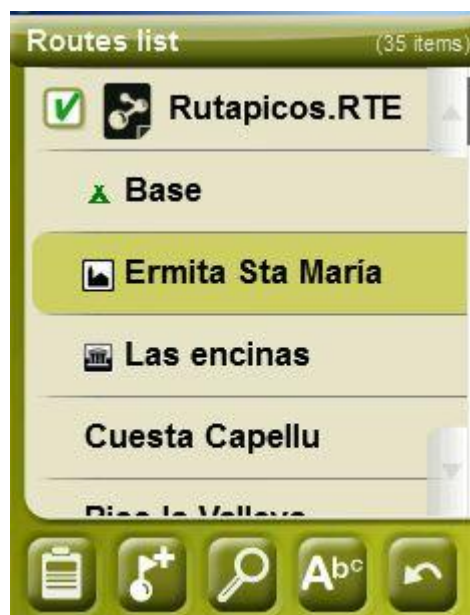 Routes list (35 items)
Rutapicos.RTE
Base
Ermita Sta María
Las encinas
Cuesta Capellu
Abc